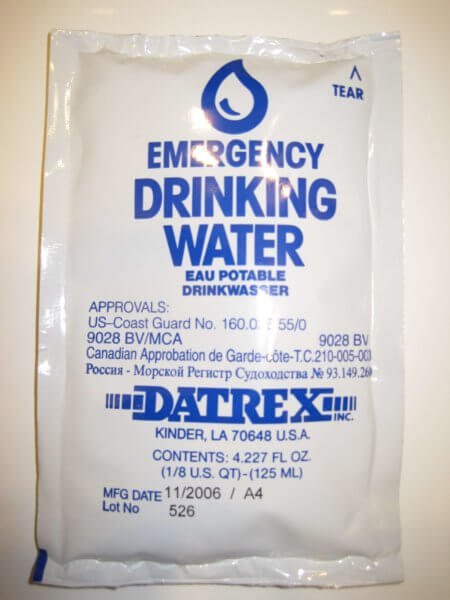 ∧
TEAR
EMERGENCY
DRINKING
WATER
EAU POTABLE
DRINKWASSER
APPROVALS:
US-Coast Guard No. 55/0
9028 BV/MCA 9028 BV
Canadian Approbation de Garde-côte-T.C.210-005-
Россия - Морской Регистр Судоходства №
DATREX INC.
KINDER, LA 70648 U.S.A.
CONTENTS: 4.227 FL OZ.
(1/8 U.S. QT)-(125 ML)
MFG DATE 11/2006 / A4
Lot No 526